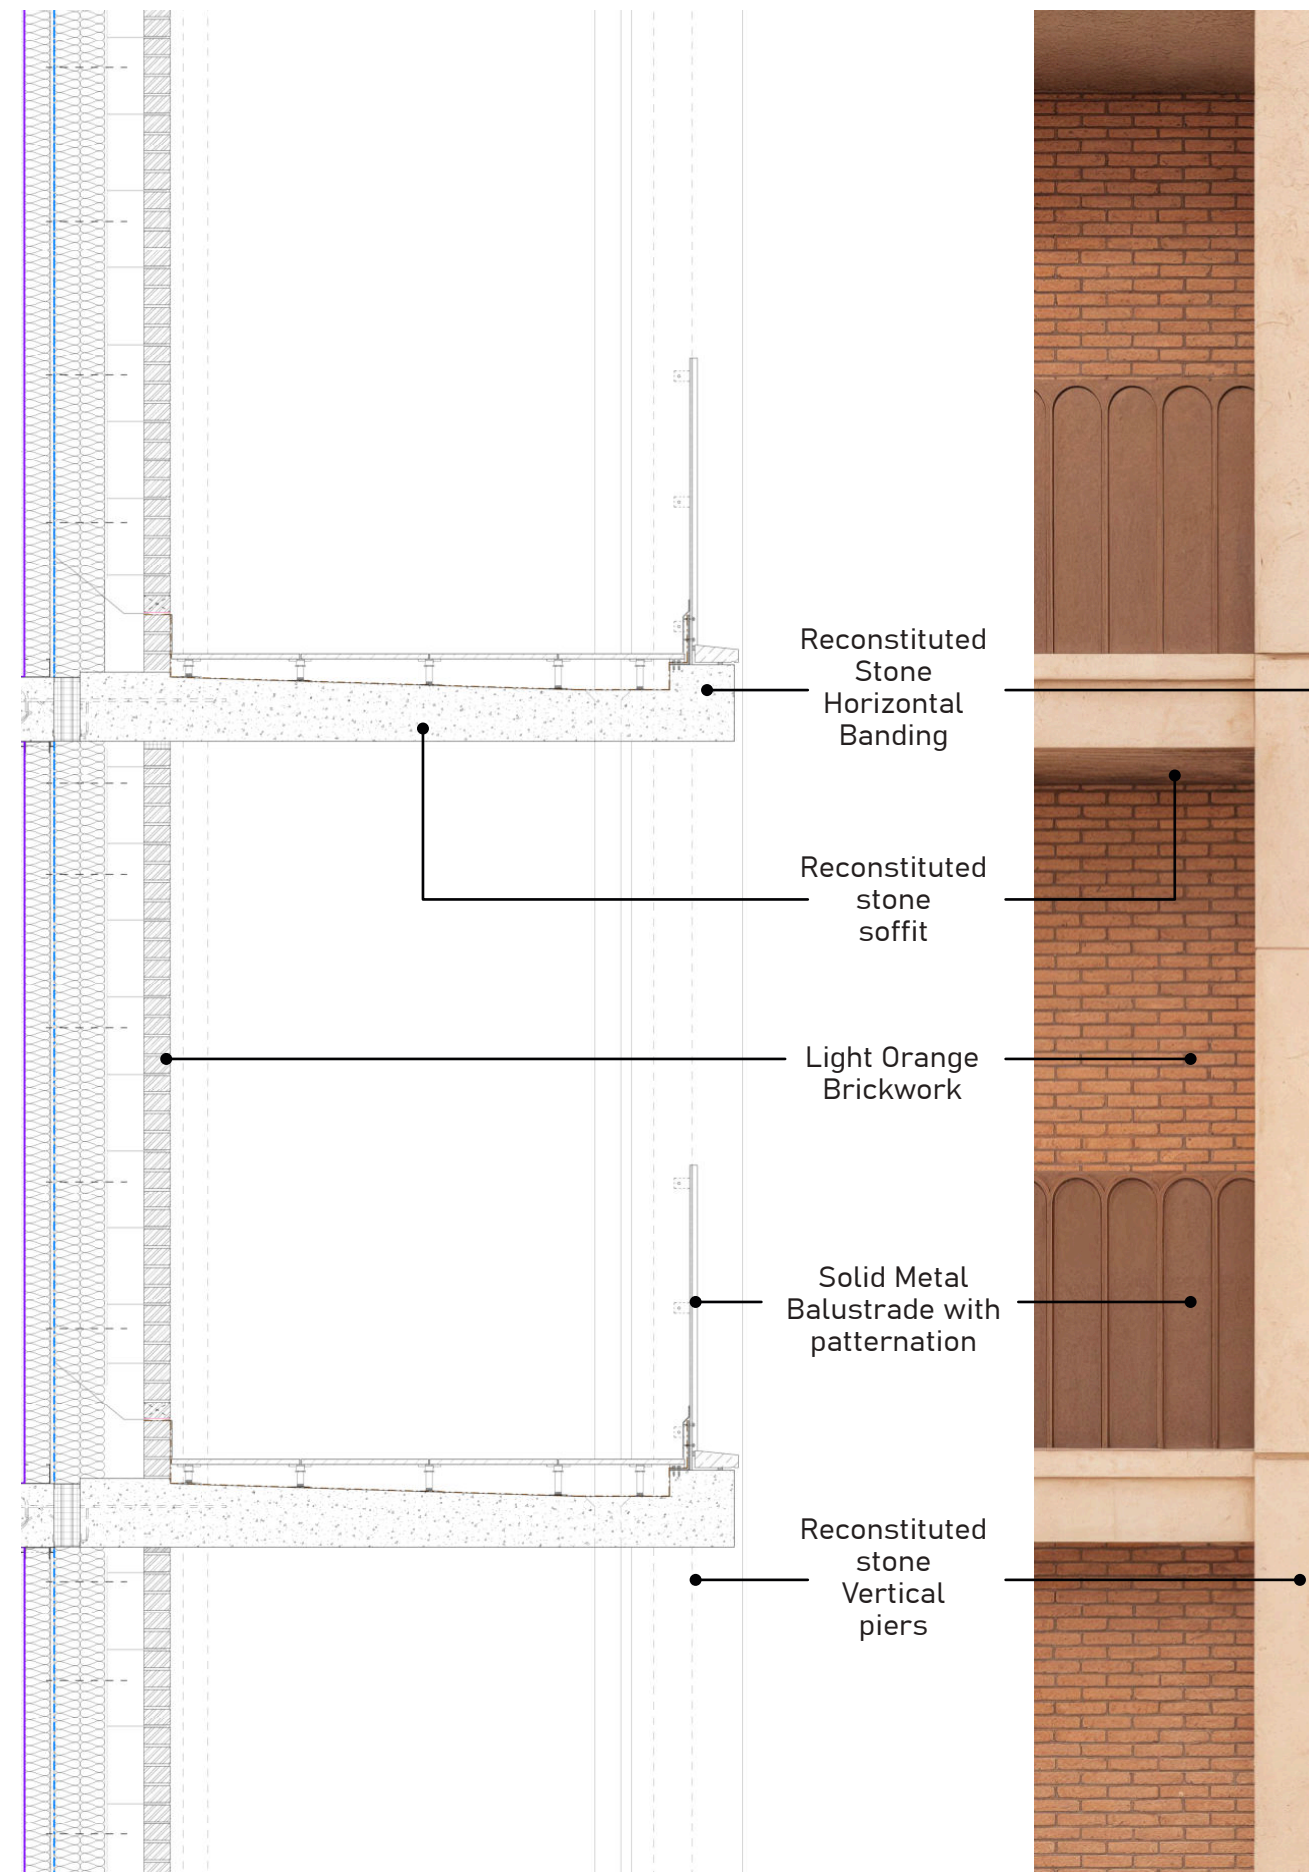 Reconstituted
Stone
Horizontal
Banding
Reconstituted
stone
soffit
Light Orange
Brickwork
Solid Metal
Balustrade with
patternation
Reconstituted
stone
Vertical
piers